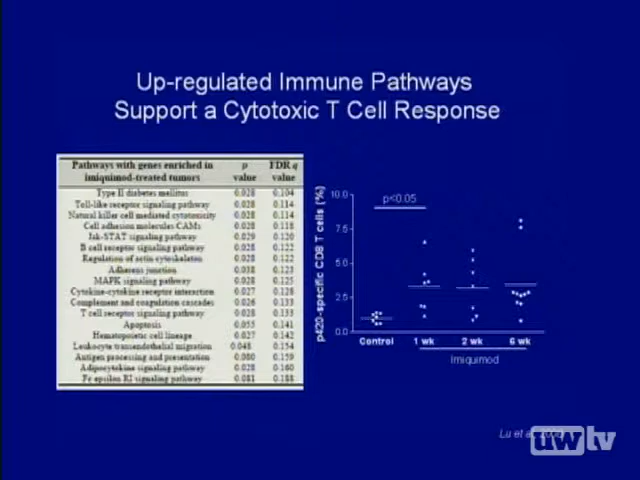 Up-regulated Immune Pathways
Support a Cytotoxic T Cell Response
Pathways with genes enriched in imiquimod-treated tumors p value FDR q value
Type II diabetes mellitus 0.028 0.104
Toll-like receptor signaling pathway 0.028 0.114
Natural killer cell mediated cytotoxicity 0.028 0.114
Cell adhesion molecules CAMs 0.028 0.118
Jak-STAT signaling pathway 0.029 0.120
B cell receptor signaling pathway 0.028 0.122
Regulation of actin cytoskeleton 0.028 0.122
Adherens junction 0.038 0.123
MAPK signaling pathway 0.028 0.125
Cytokine-cytokine receptor interaction 0.027 0.128
Complement and coagulation cascades 0.026 0.133
T cell receptor signaling pathway 0.028 0.133
Apoptosis 0.055 0.141
Hematopoietic cell lineage 0.027 0.142
Leukocyte transendothelial migration 0.048 0.154
Antigen processing and presentation 0.080 0.159
Adipocytokine signaling pathway 0.028 0.160
Fc epsilon RI signaling pathway 0.081 0.188
p420-specific CD8 T cells (%)
10.0
7.5
5.0
2.5
0.0
p<0.05
Control 1 wk 2 wk 6 wk
Imiquimod
Lu et al,
uwtv